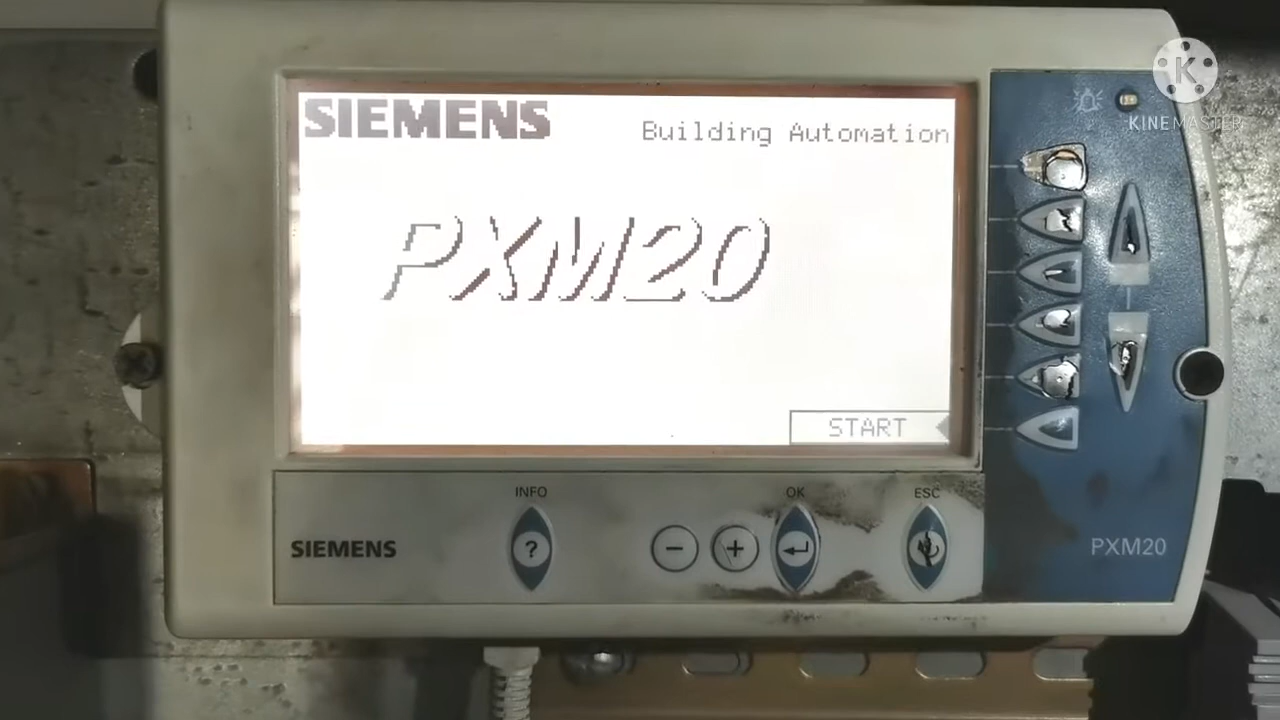 SIEMENS
Building Automation
PXM20
START
INFO
OK
ESC
SIEMENS
?
−
+
PXM20
K
KINEMASTER